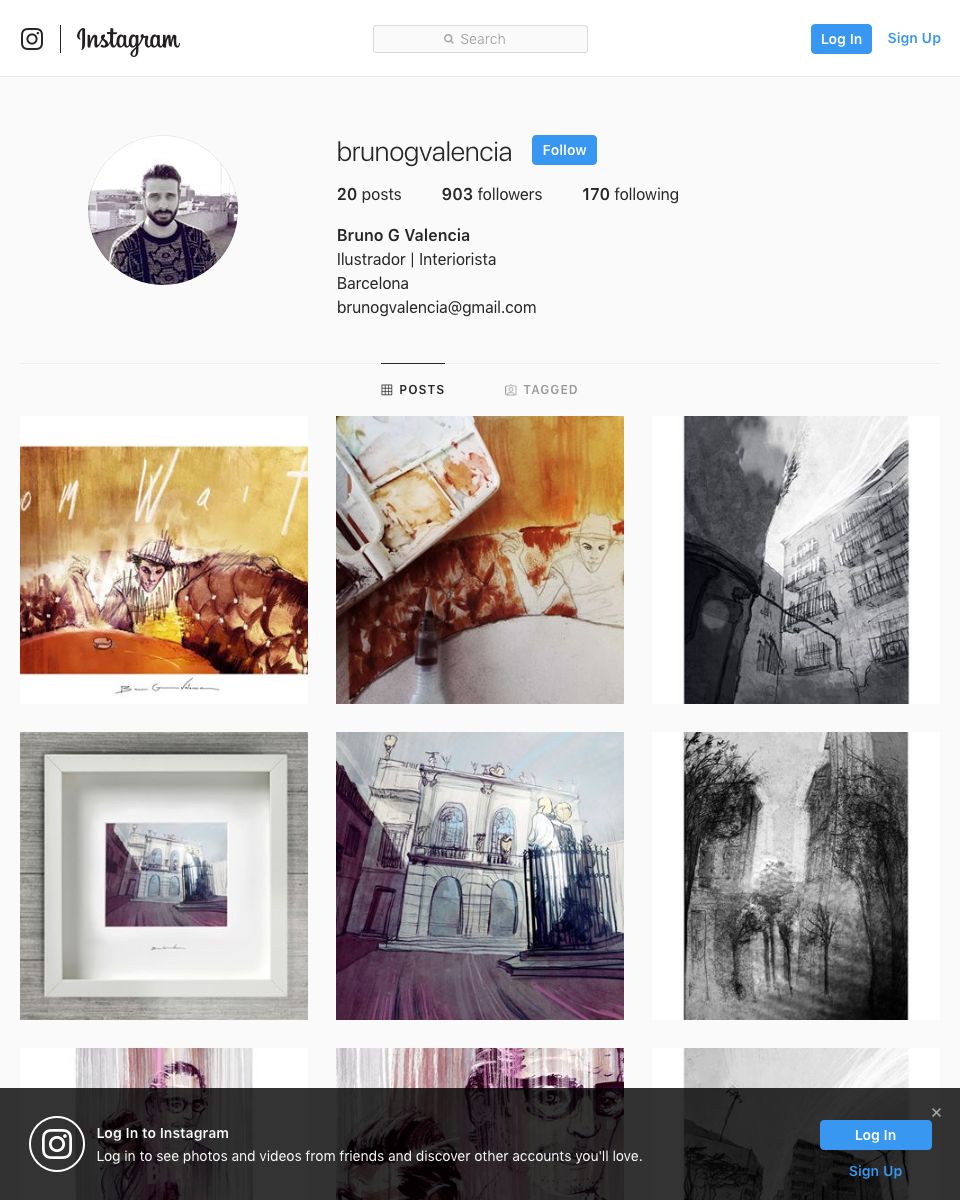 Instagram
Search
Log In
Sign Up
brunogvalencia
Follow
20 posts
903 followers
170 following
Bruno G Valencia
Ilustrador | Interiorista
Barcelona
brunogvalencia@gmail.com
POSTS
TAGGED
om Wait
Log In to Instagram
Log in to see photos and videos from friends and discover other accounts you'll love.
Log In
Sign Up